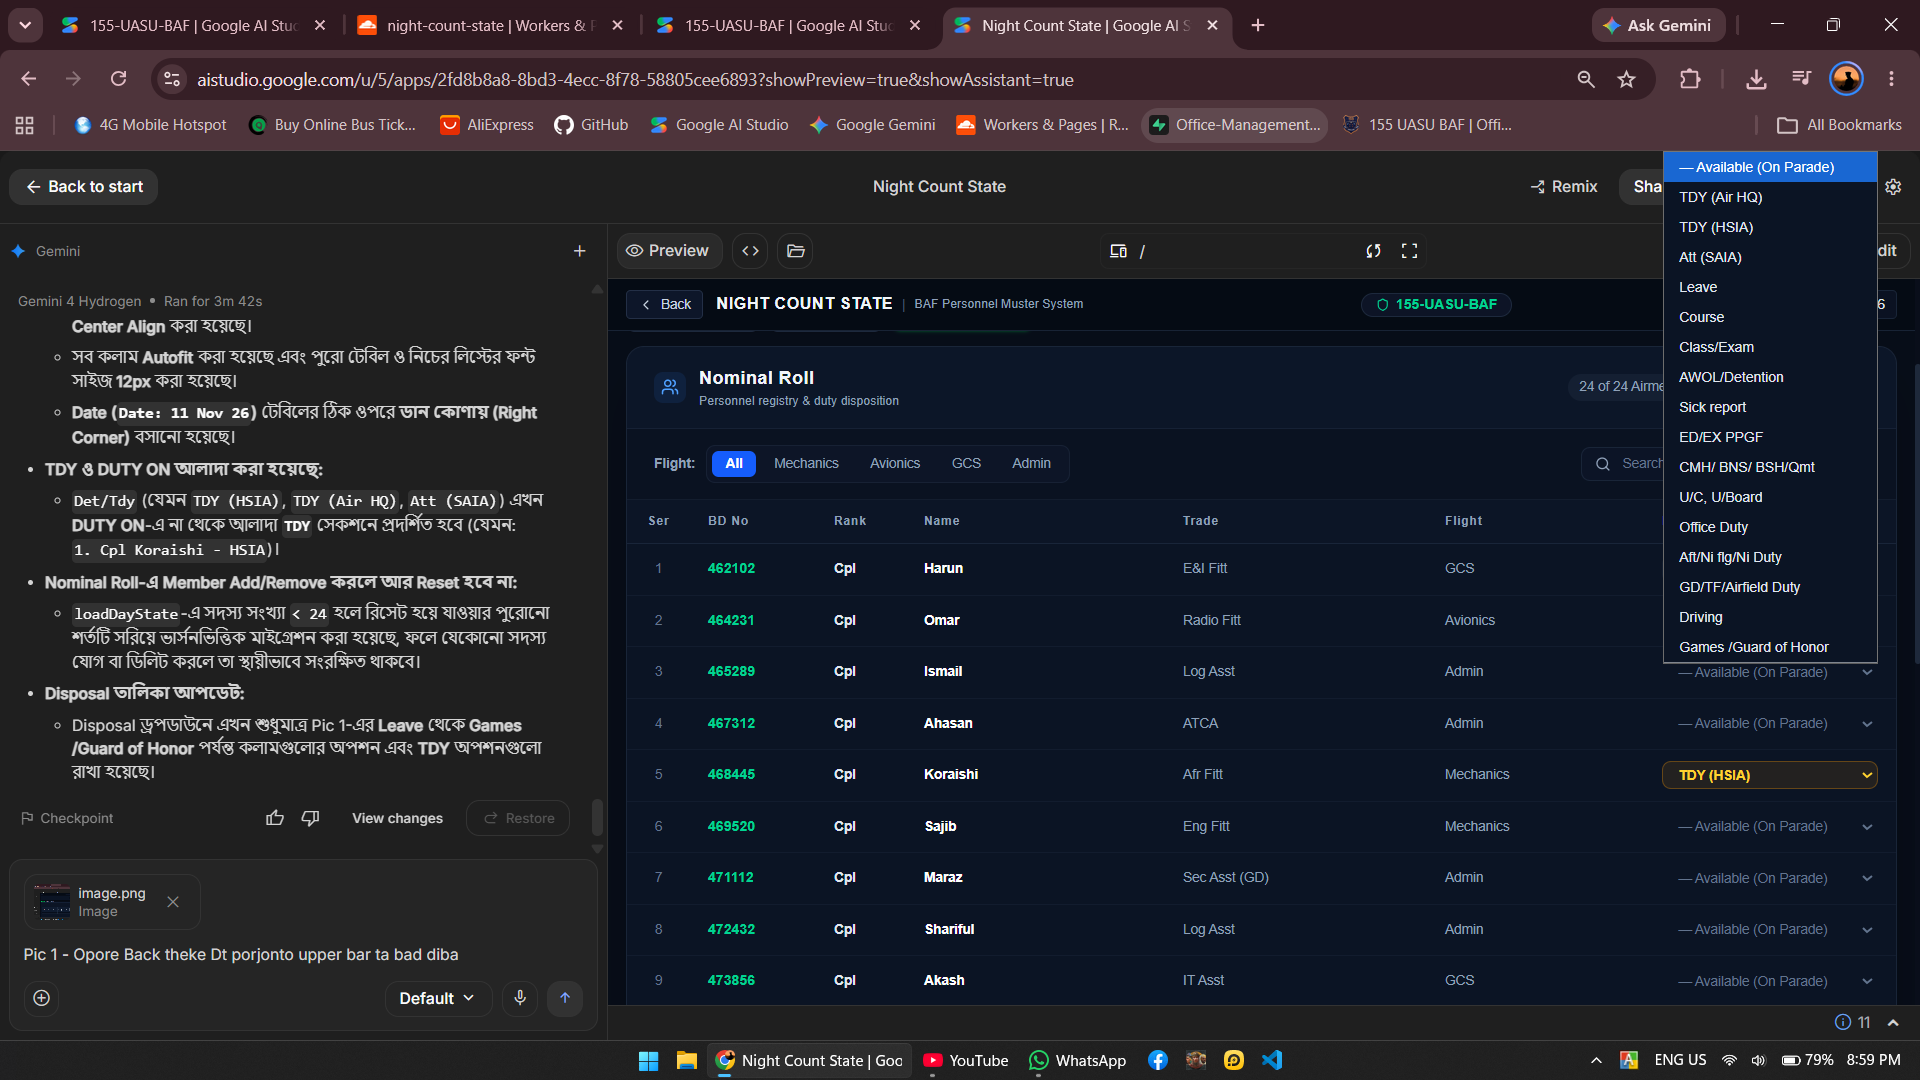 155-UASU-BAF | Google AI Stud
night-count-state | Workers & P
155-UASU-BAF | Google AI Stud
Night Count State | Google AI S
Ask Gemini
aistudio.google.com/u/5/apps/2fd8b8a8-8bd3-4ecc-8f78-58805cee6893?showPreview=true&showAssistant=true
4G Mobile Hotspot
Buy Online Bus Tick...
AliExpress
GitHub
Google AI Studio
Google Gemini
Workers & Pages | R...
Office-Management...
155 UASU BAF | Offi...
All Bookmarks
Back to start
Night Count State
Remix
Sha
Gemini
Preview
/
dit
Gemini 4 Hydrogen • Ran for 3m 42s
Center Align করা হয়েছে।
সব কলাম Autofit করা হয়েছে এবং পুরো টেবিল ও নিচের লিস্টের ফন্ট
সাইজ 12px করা হয়েছে।
Date (Date: 11 Nov 26) টেবিলের ঠিক ওপরে ডান কোণায় (Right
Corner) বসানো হয়েছে।
TDY ও DUTY ON আলাদা করা হয়েছে:
Det/Tdy (যেমন TDY (HSIA), TDY (Air HQ), Att (SAIA)) এখন
DUTY ON-এ না থেকে আলাদা TDY সেকশনে প্রদর্শিত হবে (যেমন:
1. Cpl Koraishi - HSIA)।
Nominal Roll-এ Member Add/Remove করলে আর Reset হবে না:
loadDayState-এ সদস্য সংখ্যা < 24 হলে রিসেট হয়ে যাওয়ার পুরোনো
শর্তটি সরিয়ে ভার্সনভিত্তিক মাইগ্রেশন করা হয়েছে, ফলে যেকোনো সদস্য
যোগ বা ডিলিট করলে তা স্থায়ীভাবে সংরক্ষিত থাকবে।
Disposal তালিকা আপডেট:
Disposal ড্রপডাউনে এখন শুধুমাত্র Pic 1-এর Leave থেকে Games
/Guard of Honor পর্যন্ত কলামগুলোর অপশন এবং TDY অপশনগুলো
রাখা হয়েছে।
Checkpoint
View changes
Restore
image.png
Image
Pic 1 - Opore Back theke Dt porjonto upper bar ta bad diba
Default
Back
NIGHT COUNT STATE | BAF Personnel Muster System
155-UASU-BAF
6
Nominal Roll
Personnel registry & duty disposition
24 of 24 Airme
Flight:
All
Mechanics
Avionics
GCS
Admin
Search
Ser BD No Rank Name Trade Flight
1 462102 Cpl Harun E&I Fitt GCS
2 464231 Cpl Omar Radio Fitt Avionics
3 465289 Cpl Ismail Log Asst Admin — Available (On Parade)
4 467312 Cpl Ahasan ATCA Admin — Available (On Parade)
5 468445 Cpl Koraishi Afr Fitt Mechanics TDY (HSIA)
6 469520 Cpl Sajib Eng Fitt Mechanics — Available (On Parade)
7 471112 Cpl Maraz Sec Asst (GD) Admin — Available (On Parade)
8 472432 Cpl Shariful Log Asst Admin — Available (On Parade)
9 473856 Cpl Akash IT Asst GCS — Available (On Parade)
— Available (On Parade)
TDY (Air HQ)
TDY (HSIA)
Att (SAIA)
Leave
Course
Class/Exam
AWOL/Detention
Sick report
ED/EX PPGF
CMH/ BNS/ BSH/Qmt
U/C, U/Board
Office Duty
Aft/Ni flg/Ni Duty
GD/TF/Airfield Duty
Driving
Games /Guard of Honor
11
Night Count State | Goo
YouTube
WhatsApp
ENG US
79%
8:59 PM